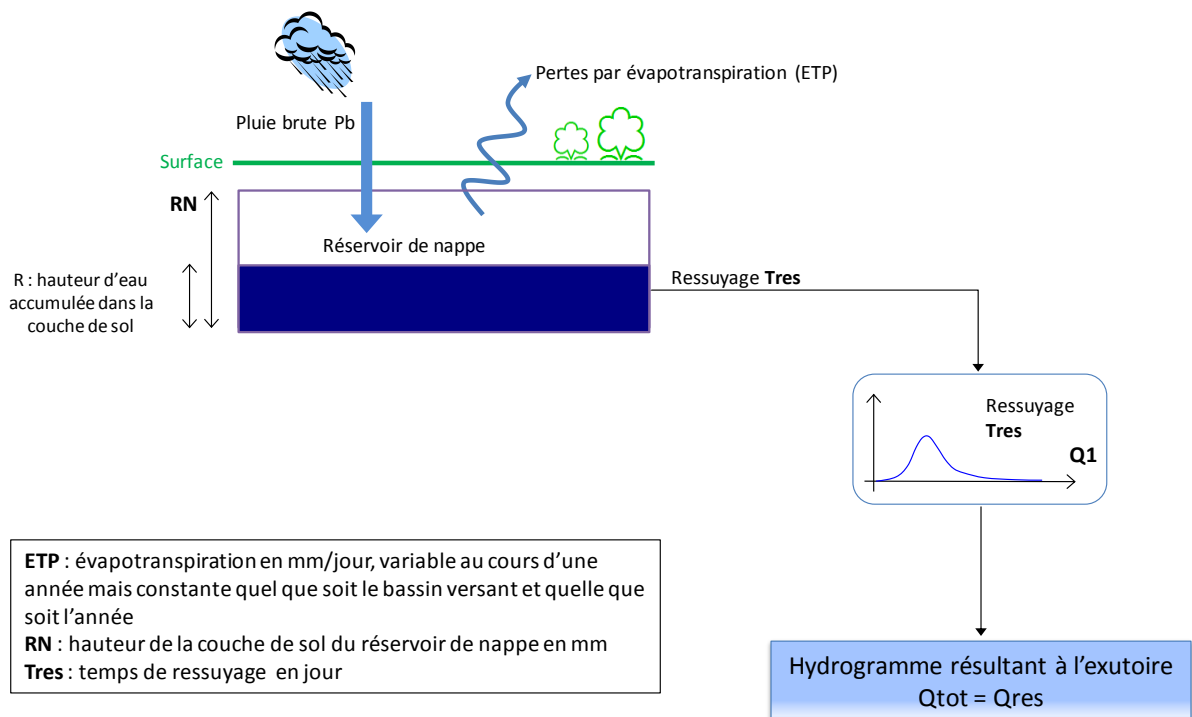 Pertes par évapotranspiration (ETP)
Pluie brute Pb
Surface
RN
Réservoir de nappe
R : hauteur d'eau
accumulée dans la
couche de sol
Ressuyage Tres
Ressuyage
Tres
Q1
ETP : évapotranspiration en mm/jour, variable au cours d'une
année mais constante quel que soit le bassin versant et quelle que
soit l'année
RN : hauteur de la couche de sol du réservoir de nappe en mm
Tres : temps de ressuyage en jour
Hydrogramme résultant à l'exutoire
Qtot = Qres